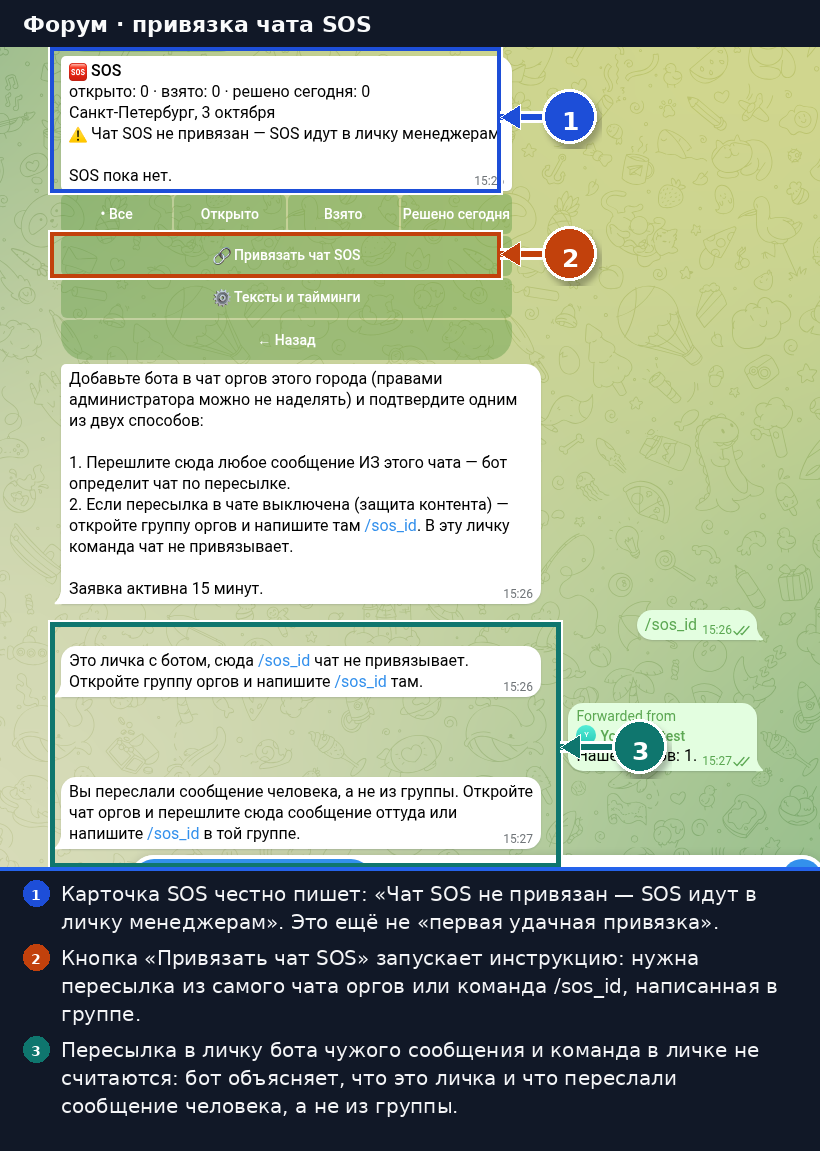 Форум · привязка чата SOS
SOS SOS
открыто: 0 · взято: 0 · решено сегодня: 0
Санкт-Петербург, 3 октября
⚠️ Чат SOS не привязан — SOS идут в личку менеджерам
SOS пока нет.
1
• Все Открыто Взято Решено сегодня
🔗 Привязать чат SOS
2
⚙️ Тексты и тайминги
← Назад
Добавьте бота в чат оргов этого города (правами
администратора можно не наделять) и подтвердите одним
из двух способов:
1. Перешлите сюда любое сообщение ИЗ этого чата — бот
определит чат по пересылке.
2. Если пересылка в чате выключена (защита контента) —
откройте группу оргов и напишите там /sos_id. В эту личку
команда чат не привязывает.
Заявка активна 15 минут.
15:26
/sos_id 15:26
Это личка с ботом, сюда /sos_id чат не привязывает.
Откройте группу оргов и напишите /sos_id там.
15:26
Forwarded from
1. 15:27
3
Вы переслали сообщение человека, а не из группы. Откройте
чат оргов и перешлите сюда сообщение оттуда или
напишите /sos_id в той группе.
15:27
1 Карточка SOS честно пишет: «Чат SOS не привязан — SOS идут в
личку менеджерам». Это ещё не «первая удачная привязка».
2 Кнопка «Привязать чат SOS» запускает инструкцию: нужна
пересылка из самого чата оргов или команда /sos_id, написанная в
группе.
3 Пересылка в личку бота чужого сообщения и команда в личке не
считаются: бот объясняет, что это личка и что переслали
сообщение человека, а не из группы.